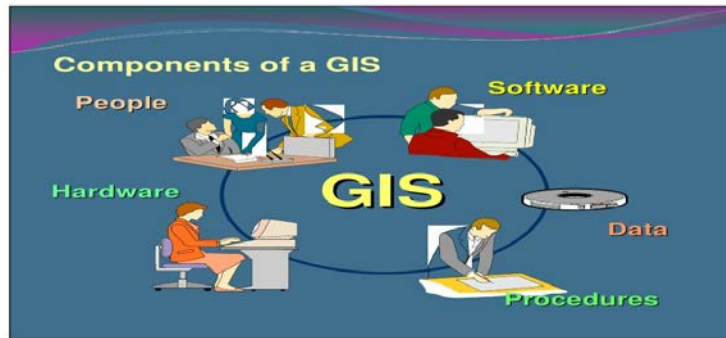 Components of a GIS
People
Software
Hardware
GIS
Data
Procedures